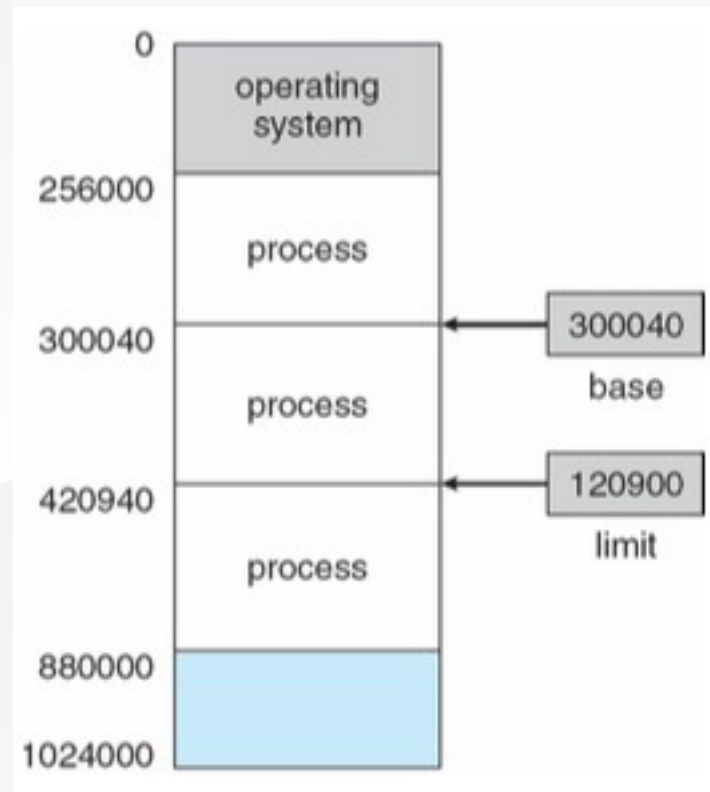 0
operating
system
256000
process
300040
300040
base
process
420940
120900
limit
process
880000
1024000